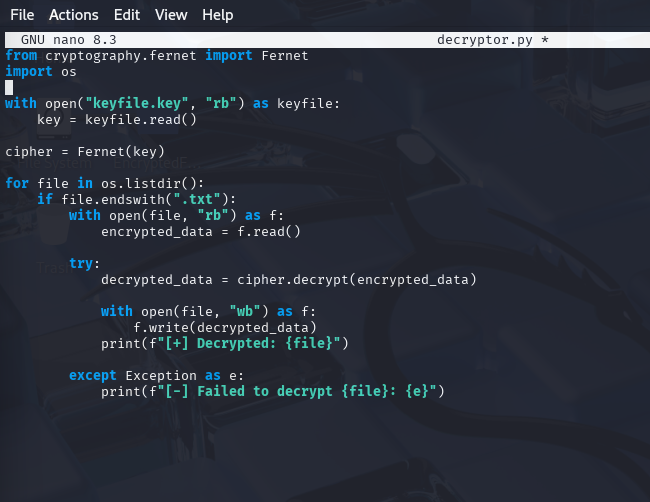 File Actions Edit View Help
GNU nano 8.3 decryptor.py *
from cryptography.fernet import Fernet
import os
with open("keyfile.key", "rb") as keyfile:
    key = keyfile.read()
cipher = Fernet(key)
for file in os.listdir():
    if file.endswith(".txt"):
        with open(file, "rb") as f:
            encrypted_data = f.read()
        try:
            decrypted_data = cipher.decrypt(encrypted_data)
            with open(file, "wb") as f:
                f.write(decrypted_data)
            print(f"[+] Decrypted: {file}")
        except Exception as e:
            print(f"[-] Failed to decrypt {file}: {e}")